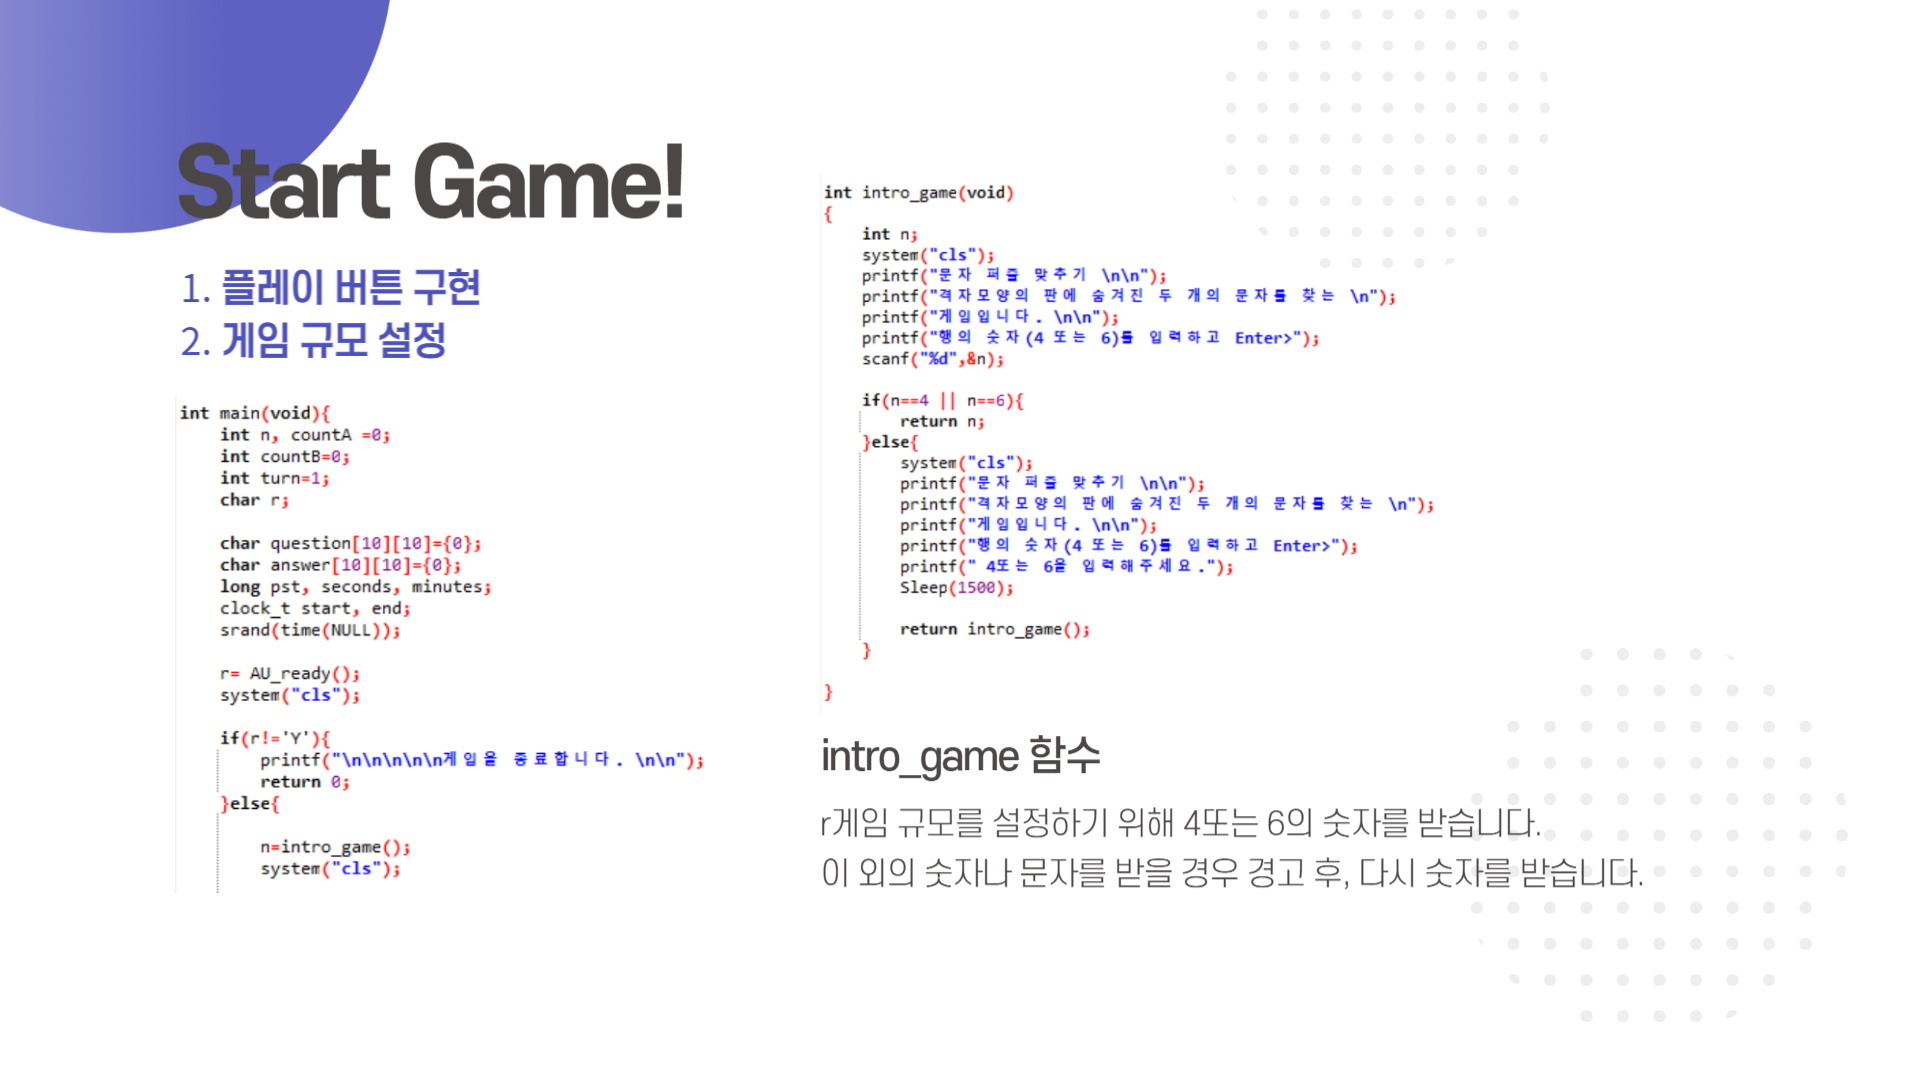 Start Game!
1. 플레이 버튼 구현
2. 게임 규모 설정
int main(void){
int n, countA =0;
int countB=0;
int turn=1;
char r;
char question[10][10]={0};
char answer[10][10]={0};
long pst, seconds, minutes;
clock_t start, end;
srand(time(NULL));
r= AU_ready();
system("cls");
if(r!='Y'){
printf("\n\n\n\n\n게임을 종료합니다. \n\n");
return 0;
}else{
n=intro_game();
system("cls");
int intro_game(void)
{
int n;
system("cls");
printf("문자 퍼즐 맞추기 \n\n");
printf("격자모양의 판에 숨겨진 두 개의 문자를 찾는 \n");
printf("게임입니다. \n\n");
printf("행의 숫자(4 또는 6)를 입력하고 Enter>");
scanf("%d",&n);
if(n==4 || n==6){
return n;
}else{
system("cls");
printf("문자 퍼즐 맞추기 \n\n");
printf("격자모양의 판에 숨겨진 두 개의 문자를 찾는 \n");
printf("게임입니다. \n\n");
printf("행의 숫자(4 또는 6)를 입력하고 Enter>");
printf(" 4또는 6을 입력해주세요.");
Sleep(1500);
return intro_game();
}
}
intro_game 함수
r게임 규모를 설정하기 위해 4또는 6의 숫자를 받습니다.
이 외의 숫자나 문자를 받을 경우 경고 후, 다시 숫자를 받습니다.